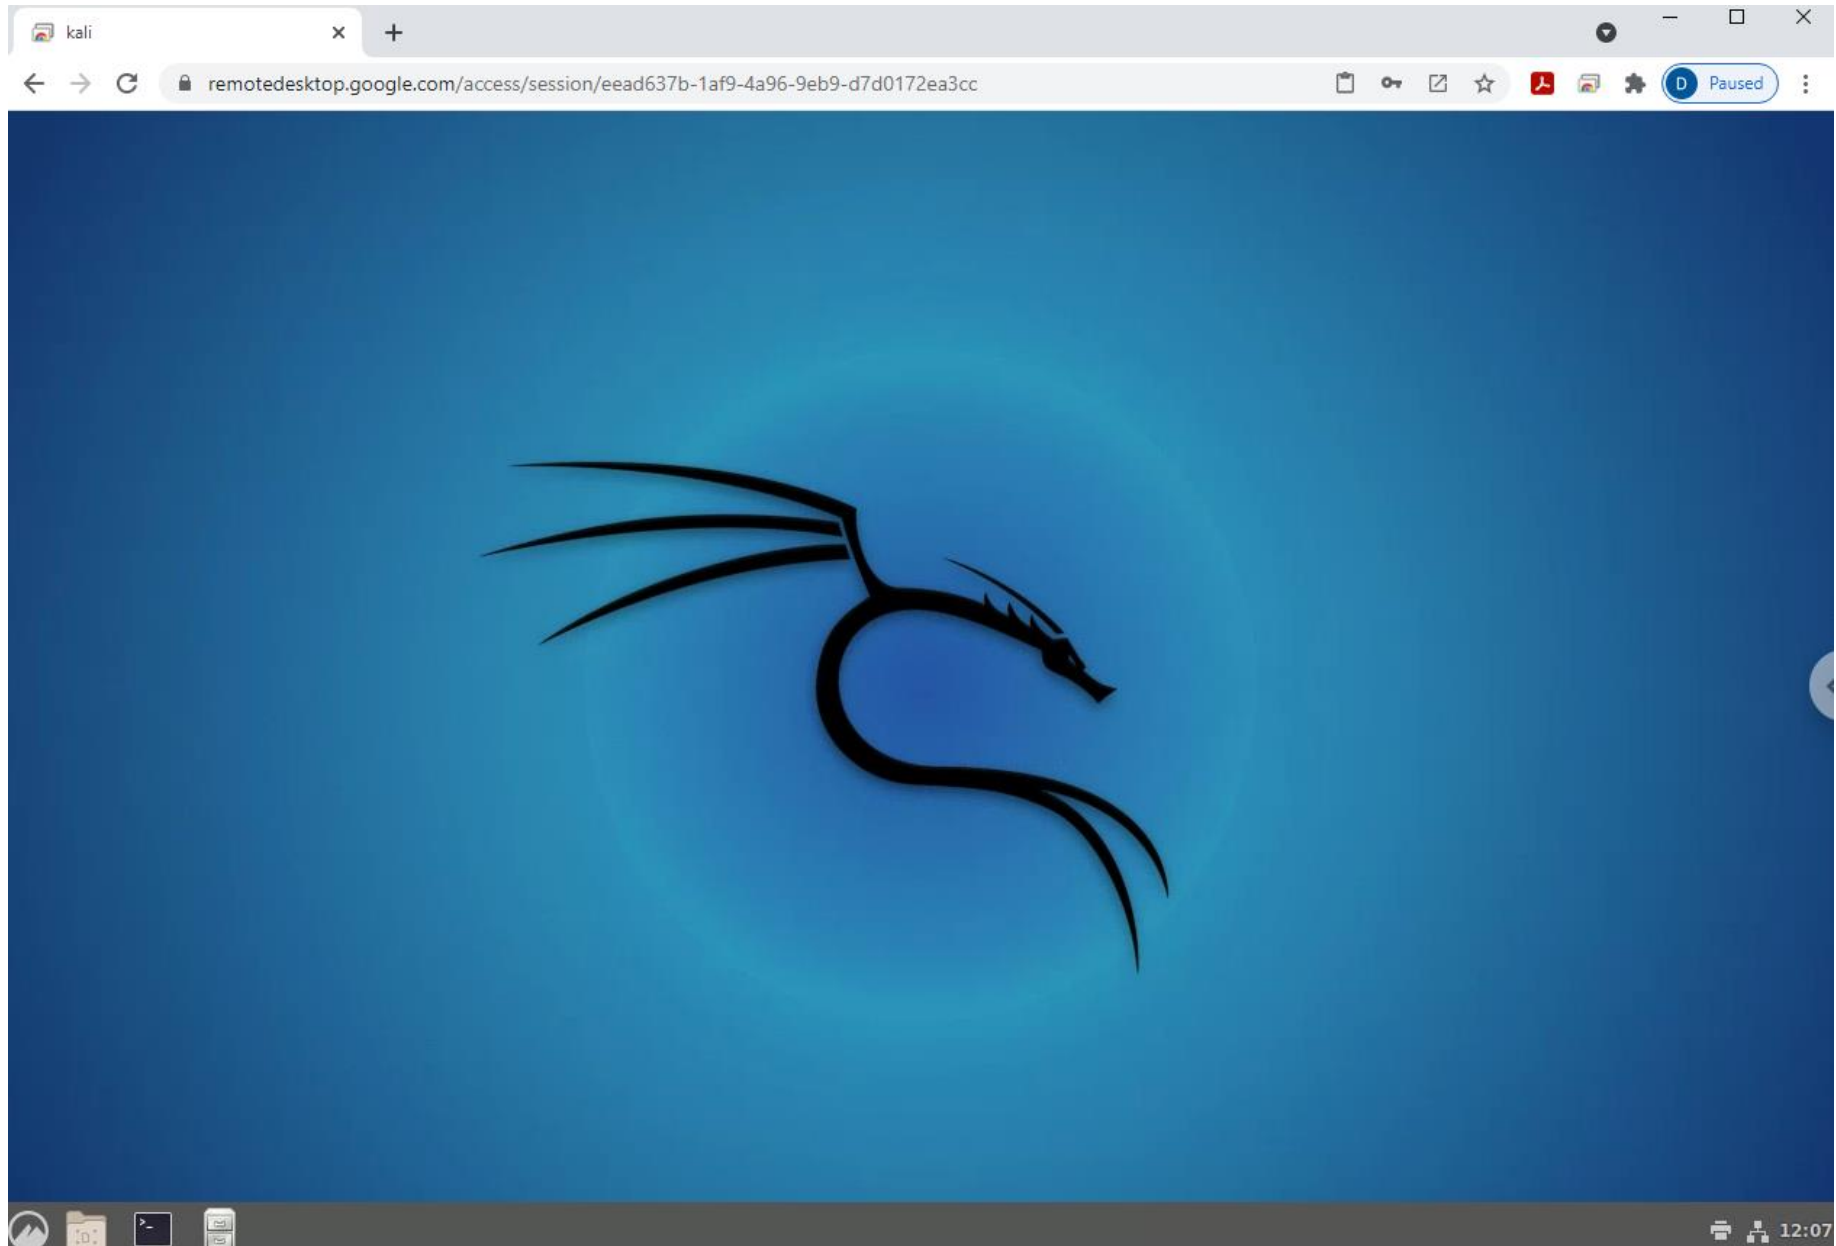 kali
remotedesktop.google.com/access/session/eead637b-1af9-4a96-9eb9-d7d0172ea3cc
D Paused
>_
12:07